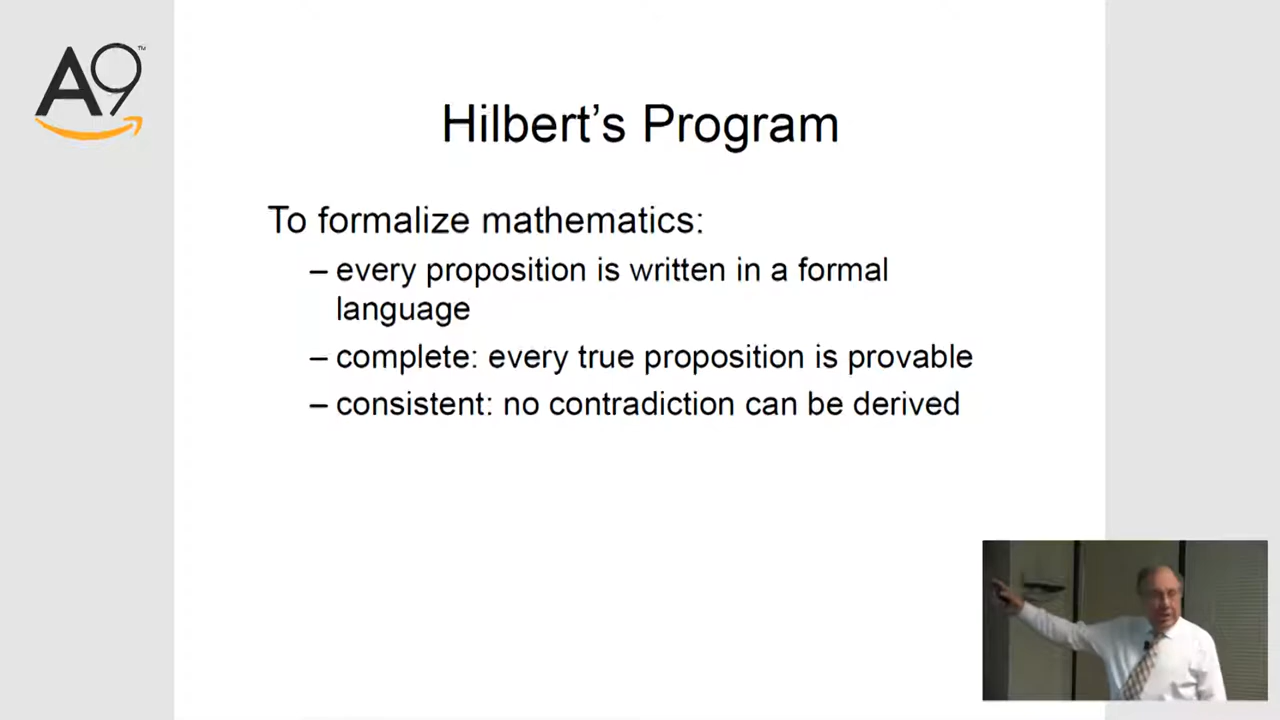 A9™
Hilbert's Program
To formalize mathematics:
– every proposition is written in a formal
language
– complete: every true proposition is provable
– consistent: no contradiction can be derived